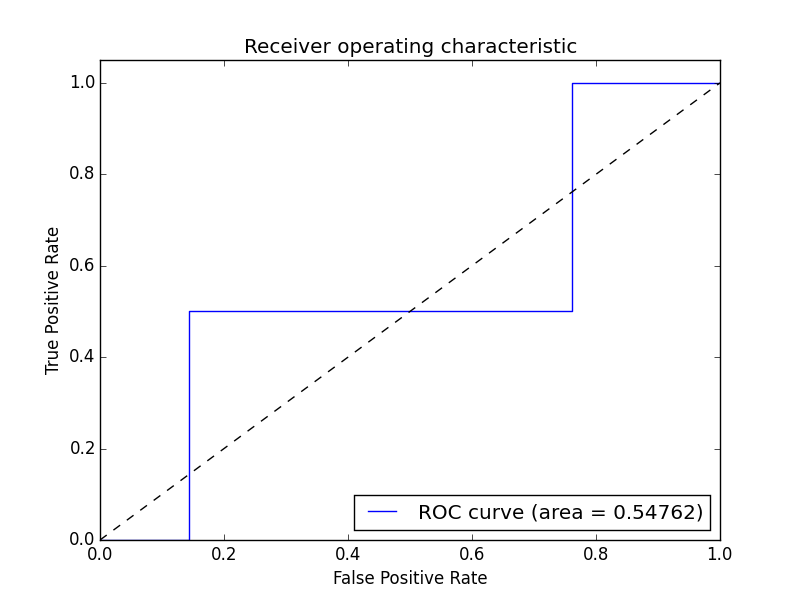 Receiver operating characteristic
True Positive Rate
1.0
0.8
0.6
0.4
0.2
0.0
ROC curve (area = 0.54762)
0.0 0.2 0.4 0.6 0.8 1.0
False Positive Rate